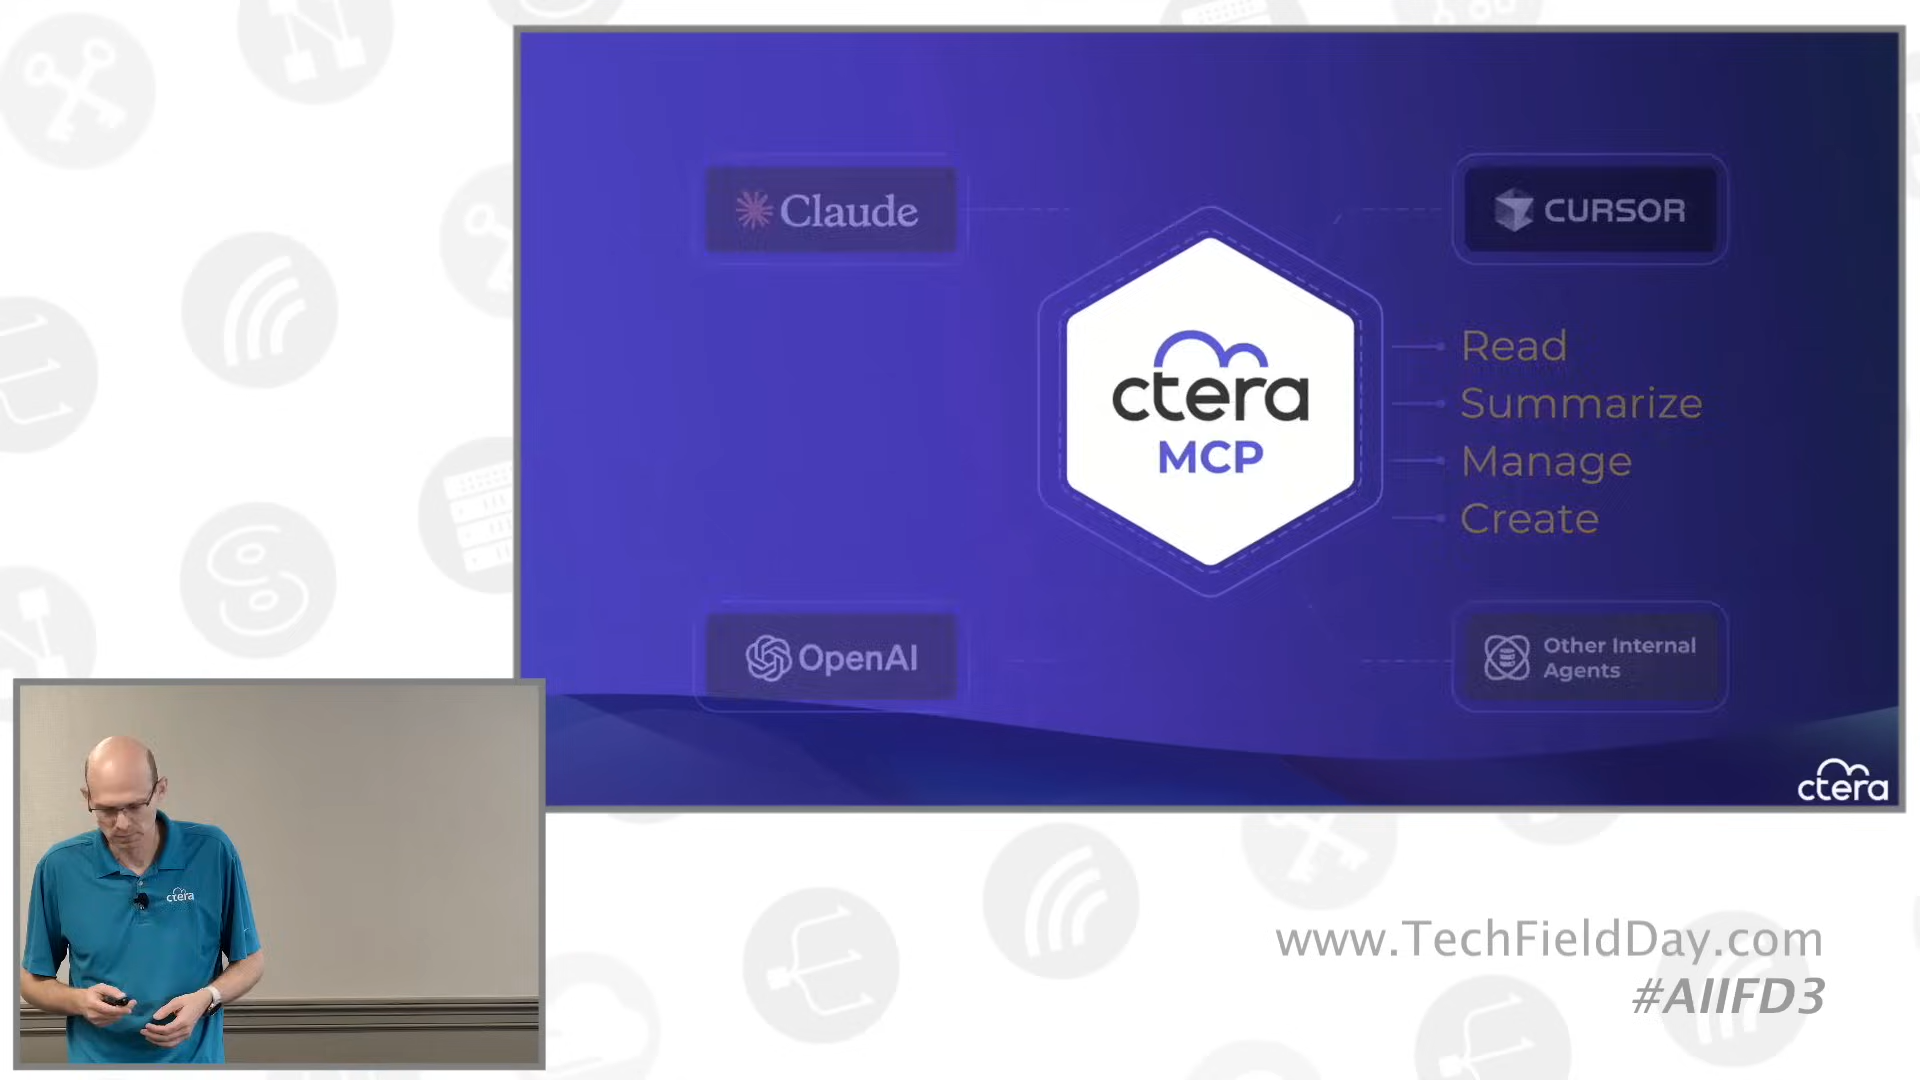 Claude
CURSOR
ctera
MCP
Read
Summarize
Manage
Create
OpenAI
Other Internal
Agents
ctera
ctera
www.TechFieldDay.com
#AIIFD3